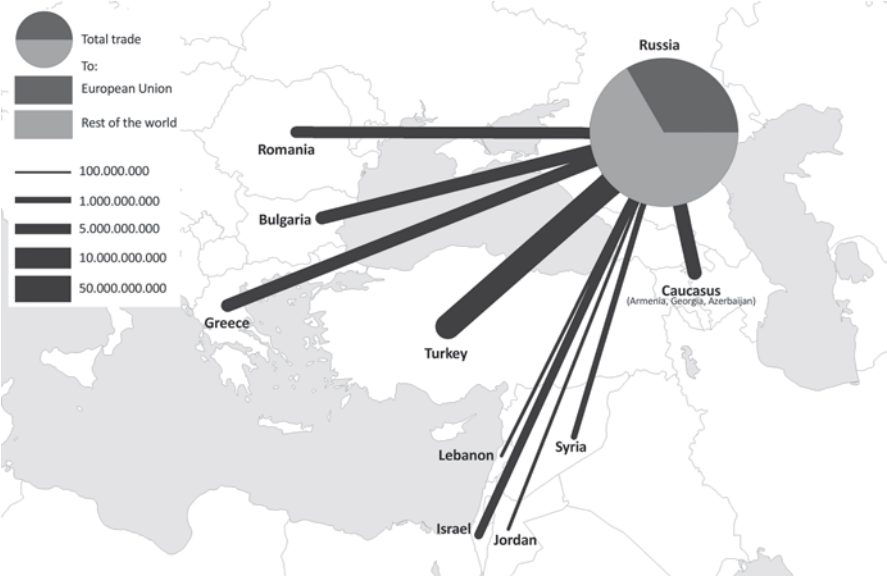 Total trade
To:
European Union
Rest of the world
100.000.000
1.000.000.000
5.000.000.000
10.000.000.000
50.000.000.000
Russia
Romania
Bulgaria
Greece
Turkey
Caucasus
(Armenia, Georgia, Azerbaijan)
Lebanon
Syria
Israel
Jordan